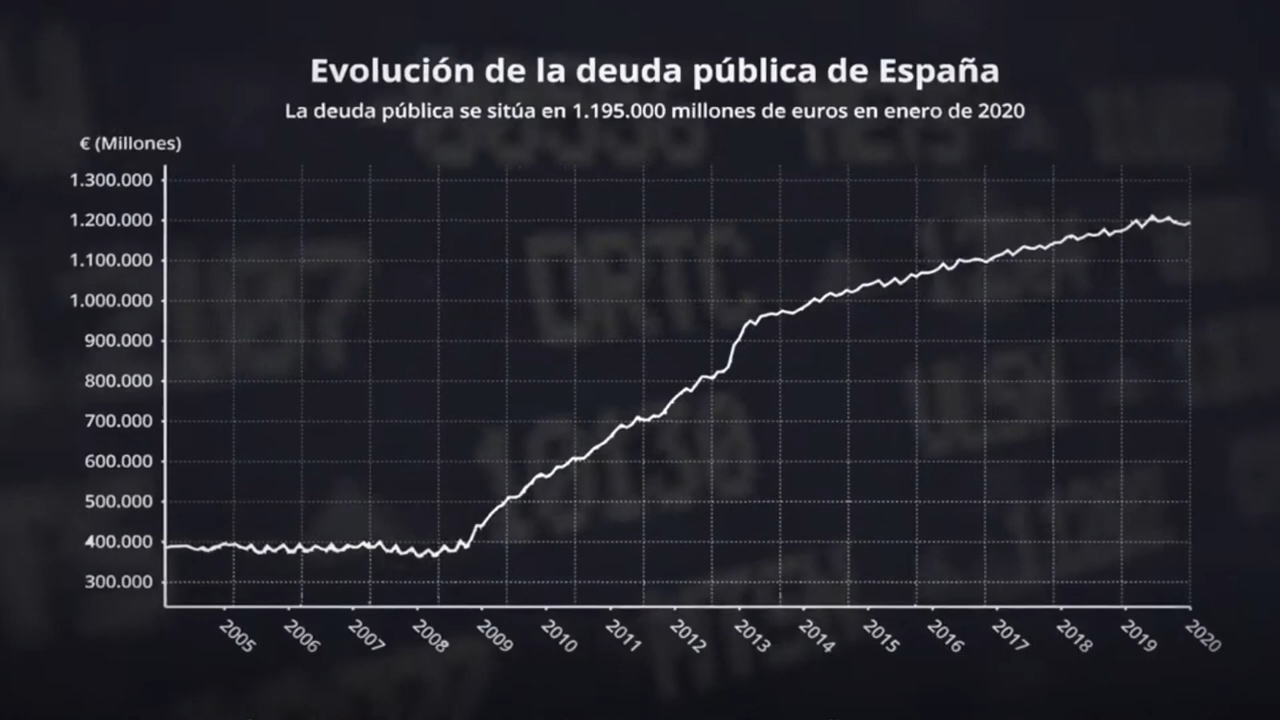 Evolución de la deuda pública de España
La deuda pública se sitúa en 1.195.000 millones de euros en enero de 2020
€ (Millones)
1.300.000
1.200.000
1.100.000
1.000.000
900.000
800.000
700.000
600.000
500.000
400.000
300.000
2005 2006 2007 2008 2009 2010 2011 2012 2013 2014 2015 2016 2017 2018 2019 2020